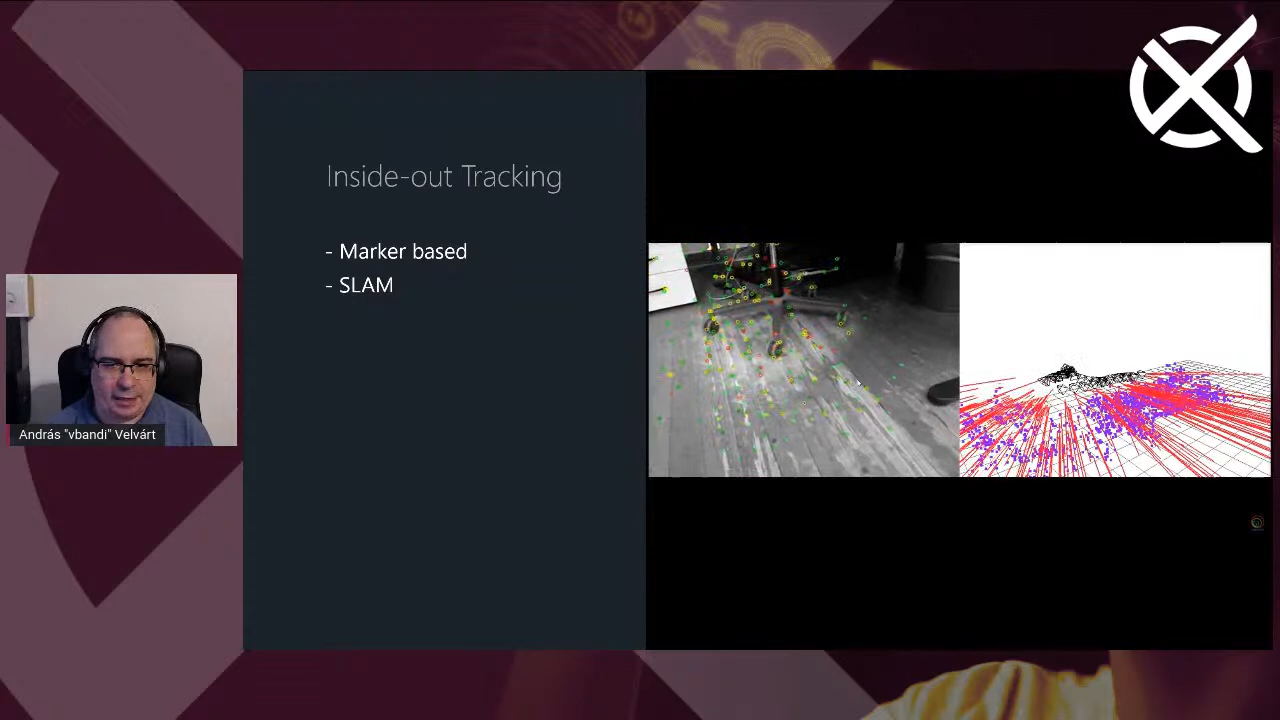 Inside-out Tracking
- Marker based
- SLAM
András "vbandi" Velvárt